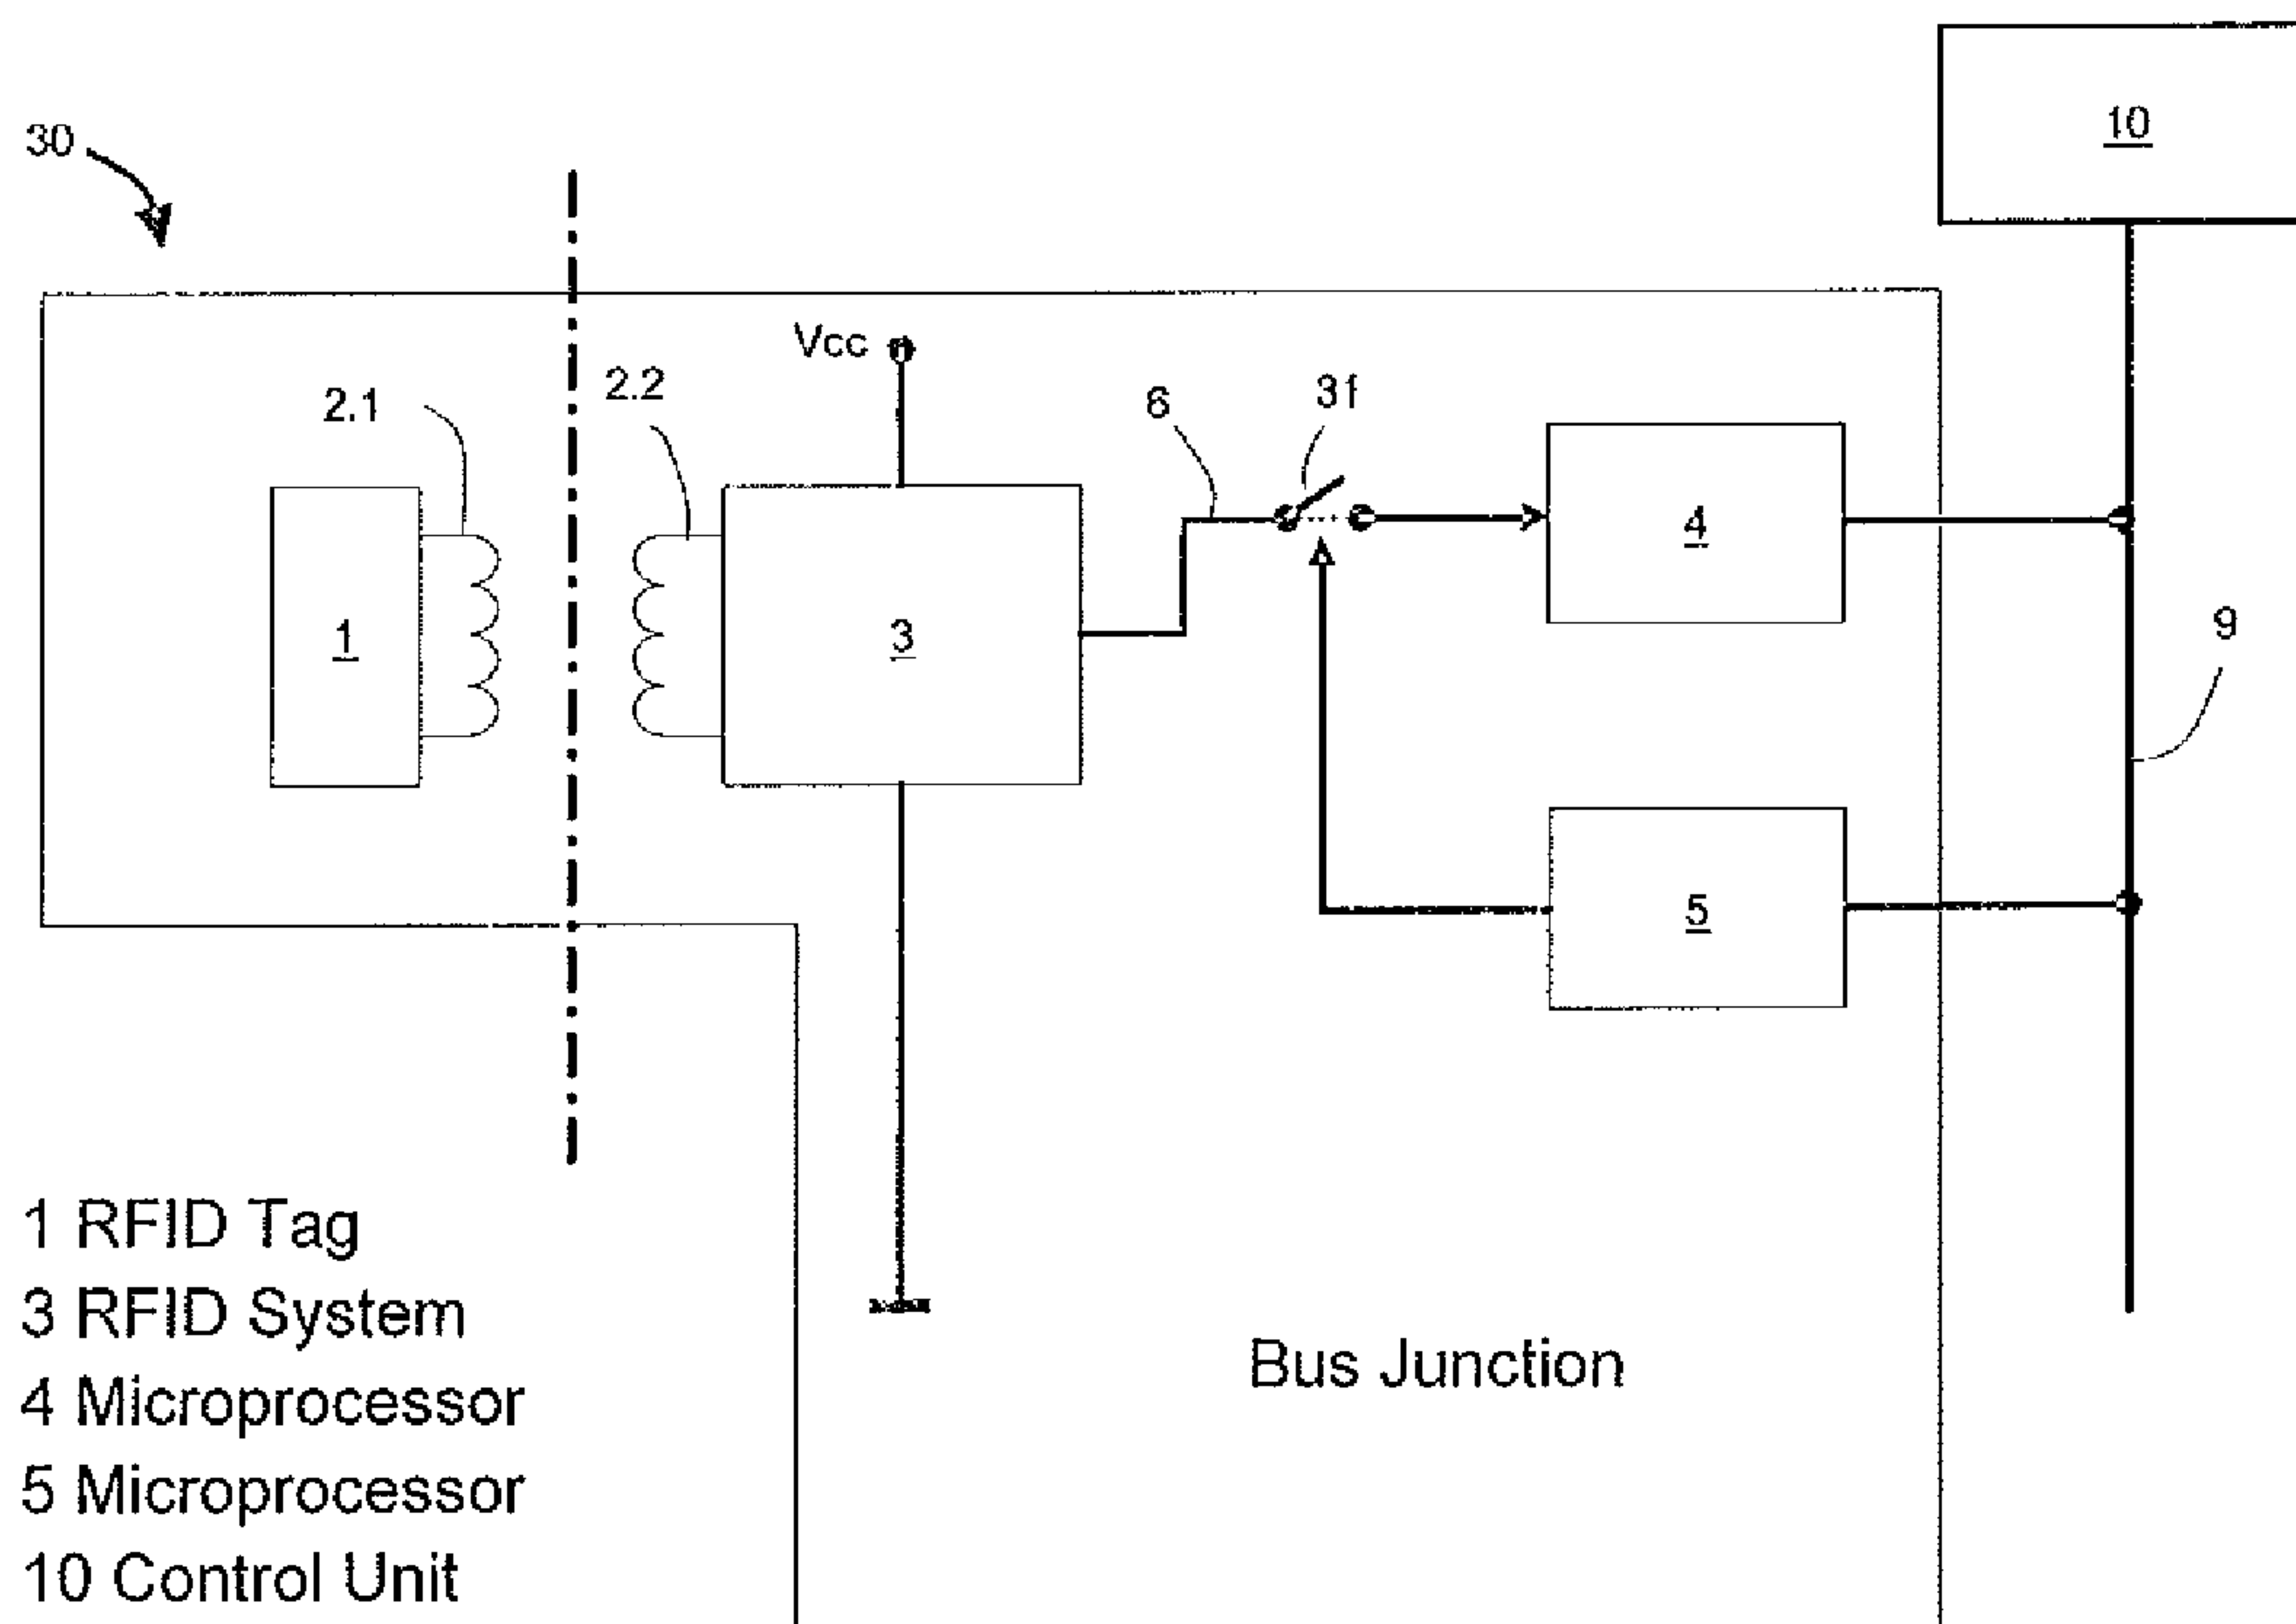 10
30
Vcc
2.1
2.2
6
3f
1
3
4
9
5
Bus Junction
1 RFID Tag
3 RFID System
4 Microprocessor
5 Microprocessor
10 Control Unit